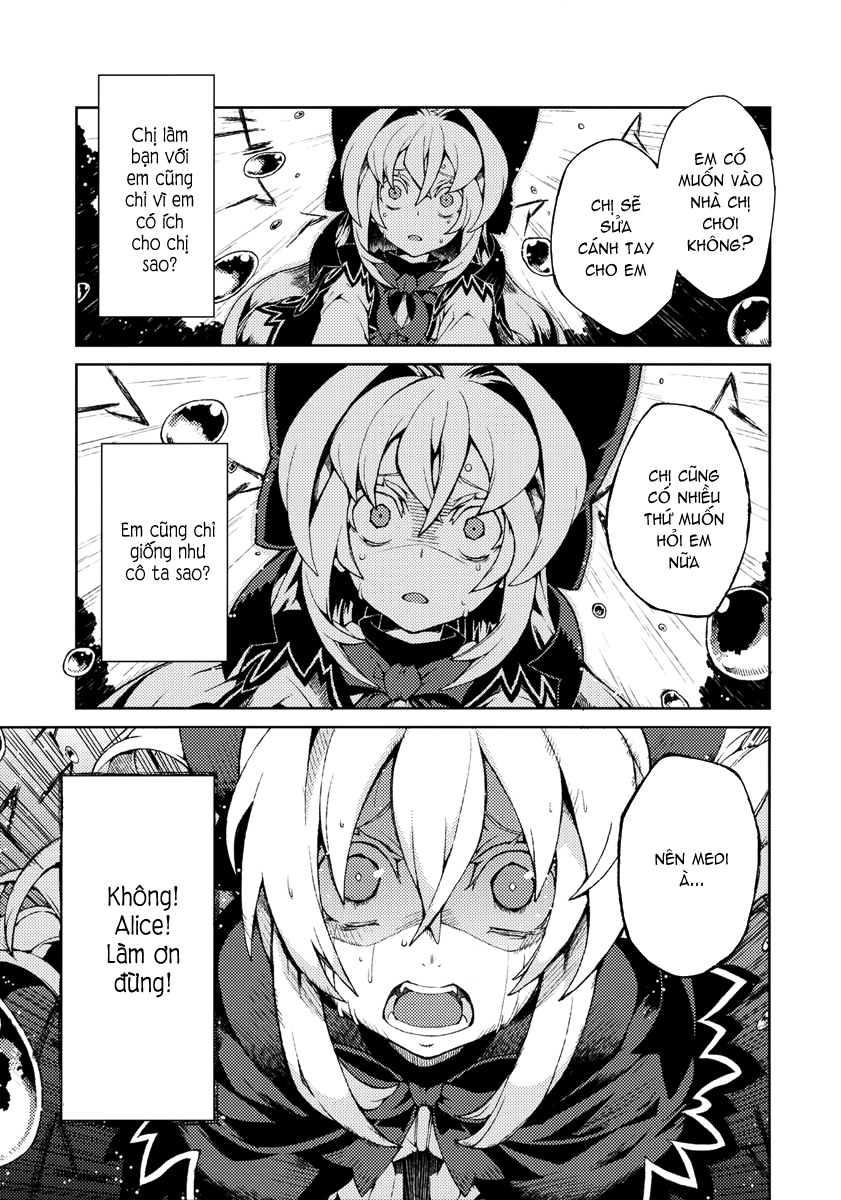 EM CÓ
MUỐN VÀO
NHÀ CHỊ
CHƠI
KHÔNG?
CHỊ SẼ
SỬA
CÁNH TAY
CHO EM
Chị làm
bạn với
em cũng
chỉ vì em
có ích
cho chị
sao?
CHỊ CŨNG
CÓ NHIỀU
THỨ MUỐN
HỎI EM
NỮA
Em cũng chỉ
giống như
cô ta sao?
NÊN MEDI
À...
Không!
Alice!
Làm ơn
đừng!